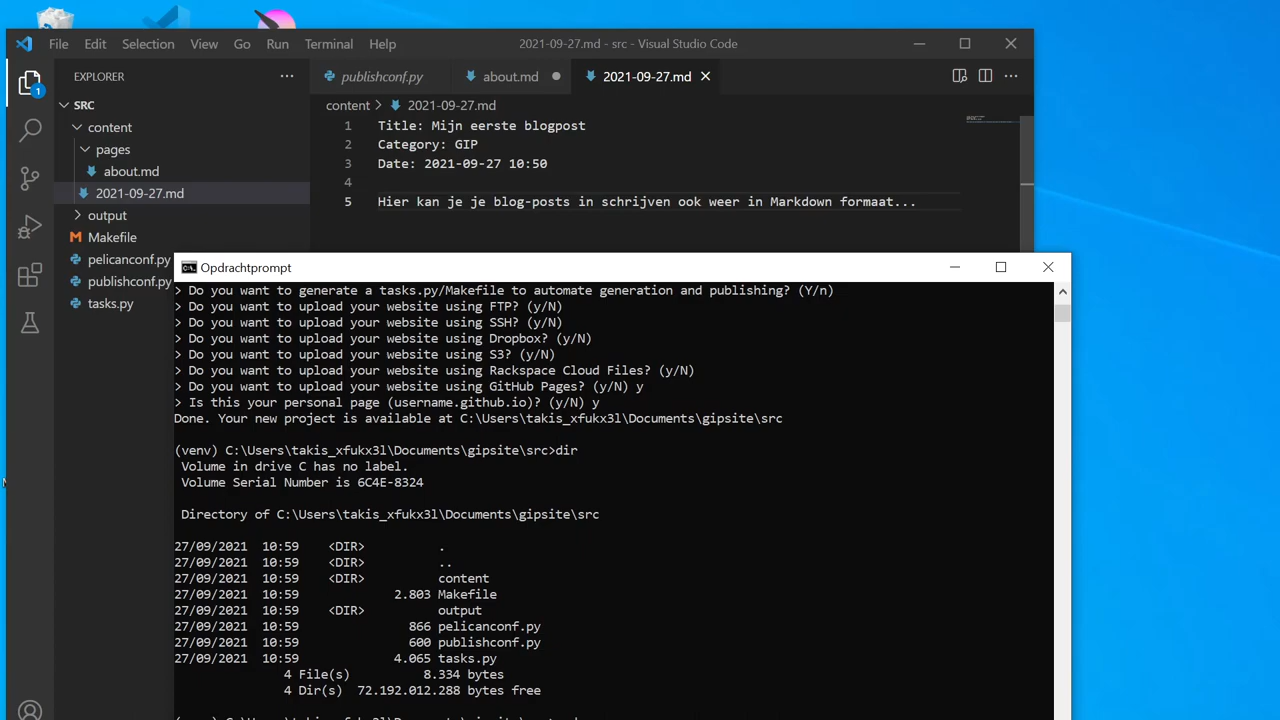 File Edit Selection View Go Run Terminal Help 2021-09-27.md - src - Visual Studio Code
EXPLORER
publishconf.py about.md 2021-09-27.md
1
SRC
content
pages
about.md
2021-09-27.md
output
Makefile
pelicanconf.py
publishconf.py
tasks.py
content > 2021-09-27.md
1 Title: Mijn eerste blogpost
2 Category: GIP
3 Date: 2021-09-27 10:50
4
5 Hier kan je je blog-posts in schrijven ook weer in Markdown formaat...
C:\. Opdrachtprompt
> Do you want to generate a tasks.py/Makefile to automate generation and publishing? (Y/n)
> Do you want to upload your website using FTP? (y/N)
> Do you want to upload your website using SSH? (y/N)
> Do you want to upload your website using Dropbox? (y/N)
> Do you want to upload your website using S3? (y/N)
> Do you want to upload your website using Rackspace Cloud Files? (y/N)
> Do you want to upload your website using GitHub Pages? (y/N) y
> Is this your personal page (username.github.io)? (y/N) y
Done. Your new project is available at C:\Users\takis_xfukx3l\Documents\gipsite\src
(venv) C:\Users\takis_xfukx3l\Documents\gipsite\src>dir
Volume in drive C has no label.
Volume Serial Number is 6C4E-8324
Directory of C:\Users\takis_xfukx3l\Documents\gipsite\src
27/09/2021 10:59 <DIR> .
27/09/2021 10:59 <DIR> ..
27/09/2021 10:59 <DIR> content
27/09/2021 10:59 2.803 Makefile
27/09/2021 10:59 <DIR> output
27/09/2021 10:59 866 pelicanconf.py
27/09/2021 10:59 600 publishconf.py
27/09/2021 10:59 4.065 tasks.py
4 File(s) 8.334 bytes
4 Dir(s) 72.192.012.288 bytes free